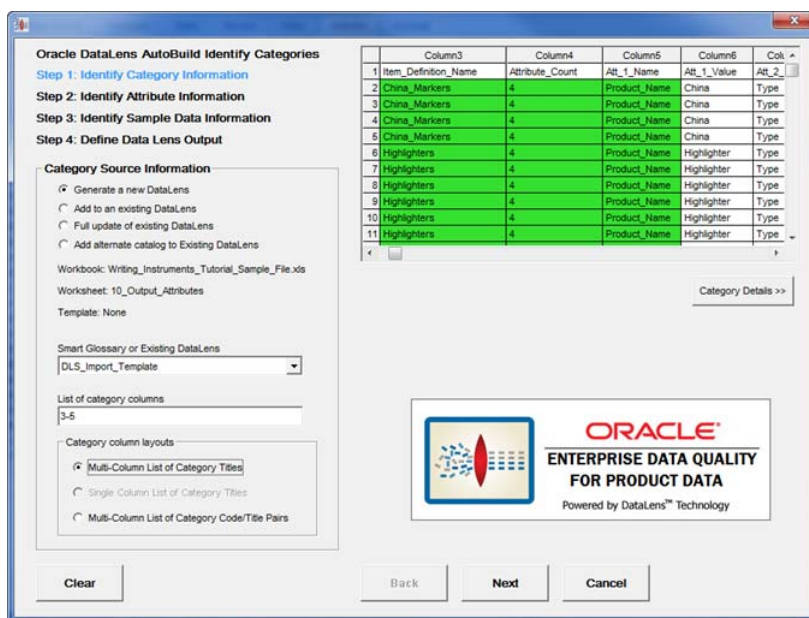 Oracle DataLens AutoBuild Identify Categories
Step 1: Identify Category Information
Step 2: Identify Attribute Information
Step 3: Identify Sample Data Information
Step 4: Define Data Lens Output
Category Source Information
Generate a new DataLens
Add to an existing DataLens
Full update of existing DataLens
Add alternate catalog to Existing DataLens
Workbook: Writing_Instruments_Tutorial_Sample_File.xls
Worksheet: 10_Output_Attributes
Template: None
Smart Glossary or Existing DataLens
DLS_Import_Template
List of category columns
3-5
Category column layouts
Multi-Column List of Category Titles
Single Column List of Category Titles
Multi-Column List of Category Code/Title Pairs
Column3 Column4 Column5 Column6 Colu
1 Item_Definition_Name Attribute_Count Att_1_Name Att_1_Value Att_2_
2 China_Markers 4 Product_Name China Type
3 China_Markers 4 Product_Name China Type
4 China_Markers 4 Product_Name China Type
5 China_Markers 4 Product_Name China Type
6 Highlighters 4 Product_Name Highlighter Type
7 Highlighters 4 Product_Name Highlighter Type
8 Highlighters 4 Product_Name Highlighter Type
9 Highlighters 4 Product_Name Highlighter Type
10 Highlighters 4 Product_Name Highlighter Type
11 Highlighters 4 Product_Name Highlighter Type
Category Details >>
ORACLE®
ENTERPRISE DATA QUALITY
FOR PRODUCT DATA
Powered by DataLens™ Technology
Clear
Back
Next
Cancel